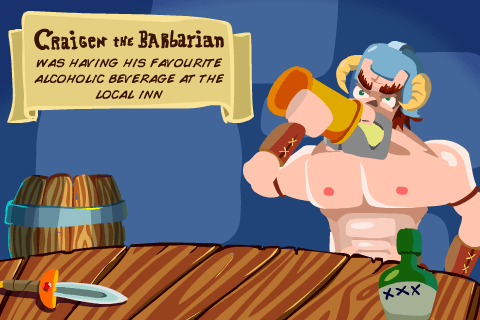 Craigen the Barbarian
WAS HAVING HIS FAVOURITE
ALCOHOLIC BEVERAGE AT THE
LOCAL INN
XXX